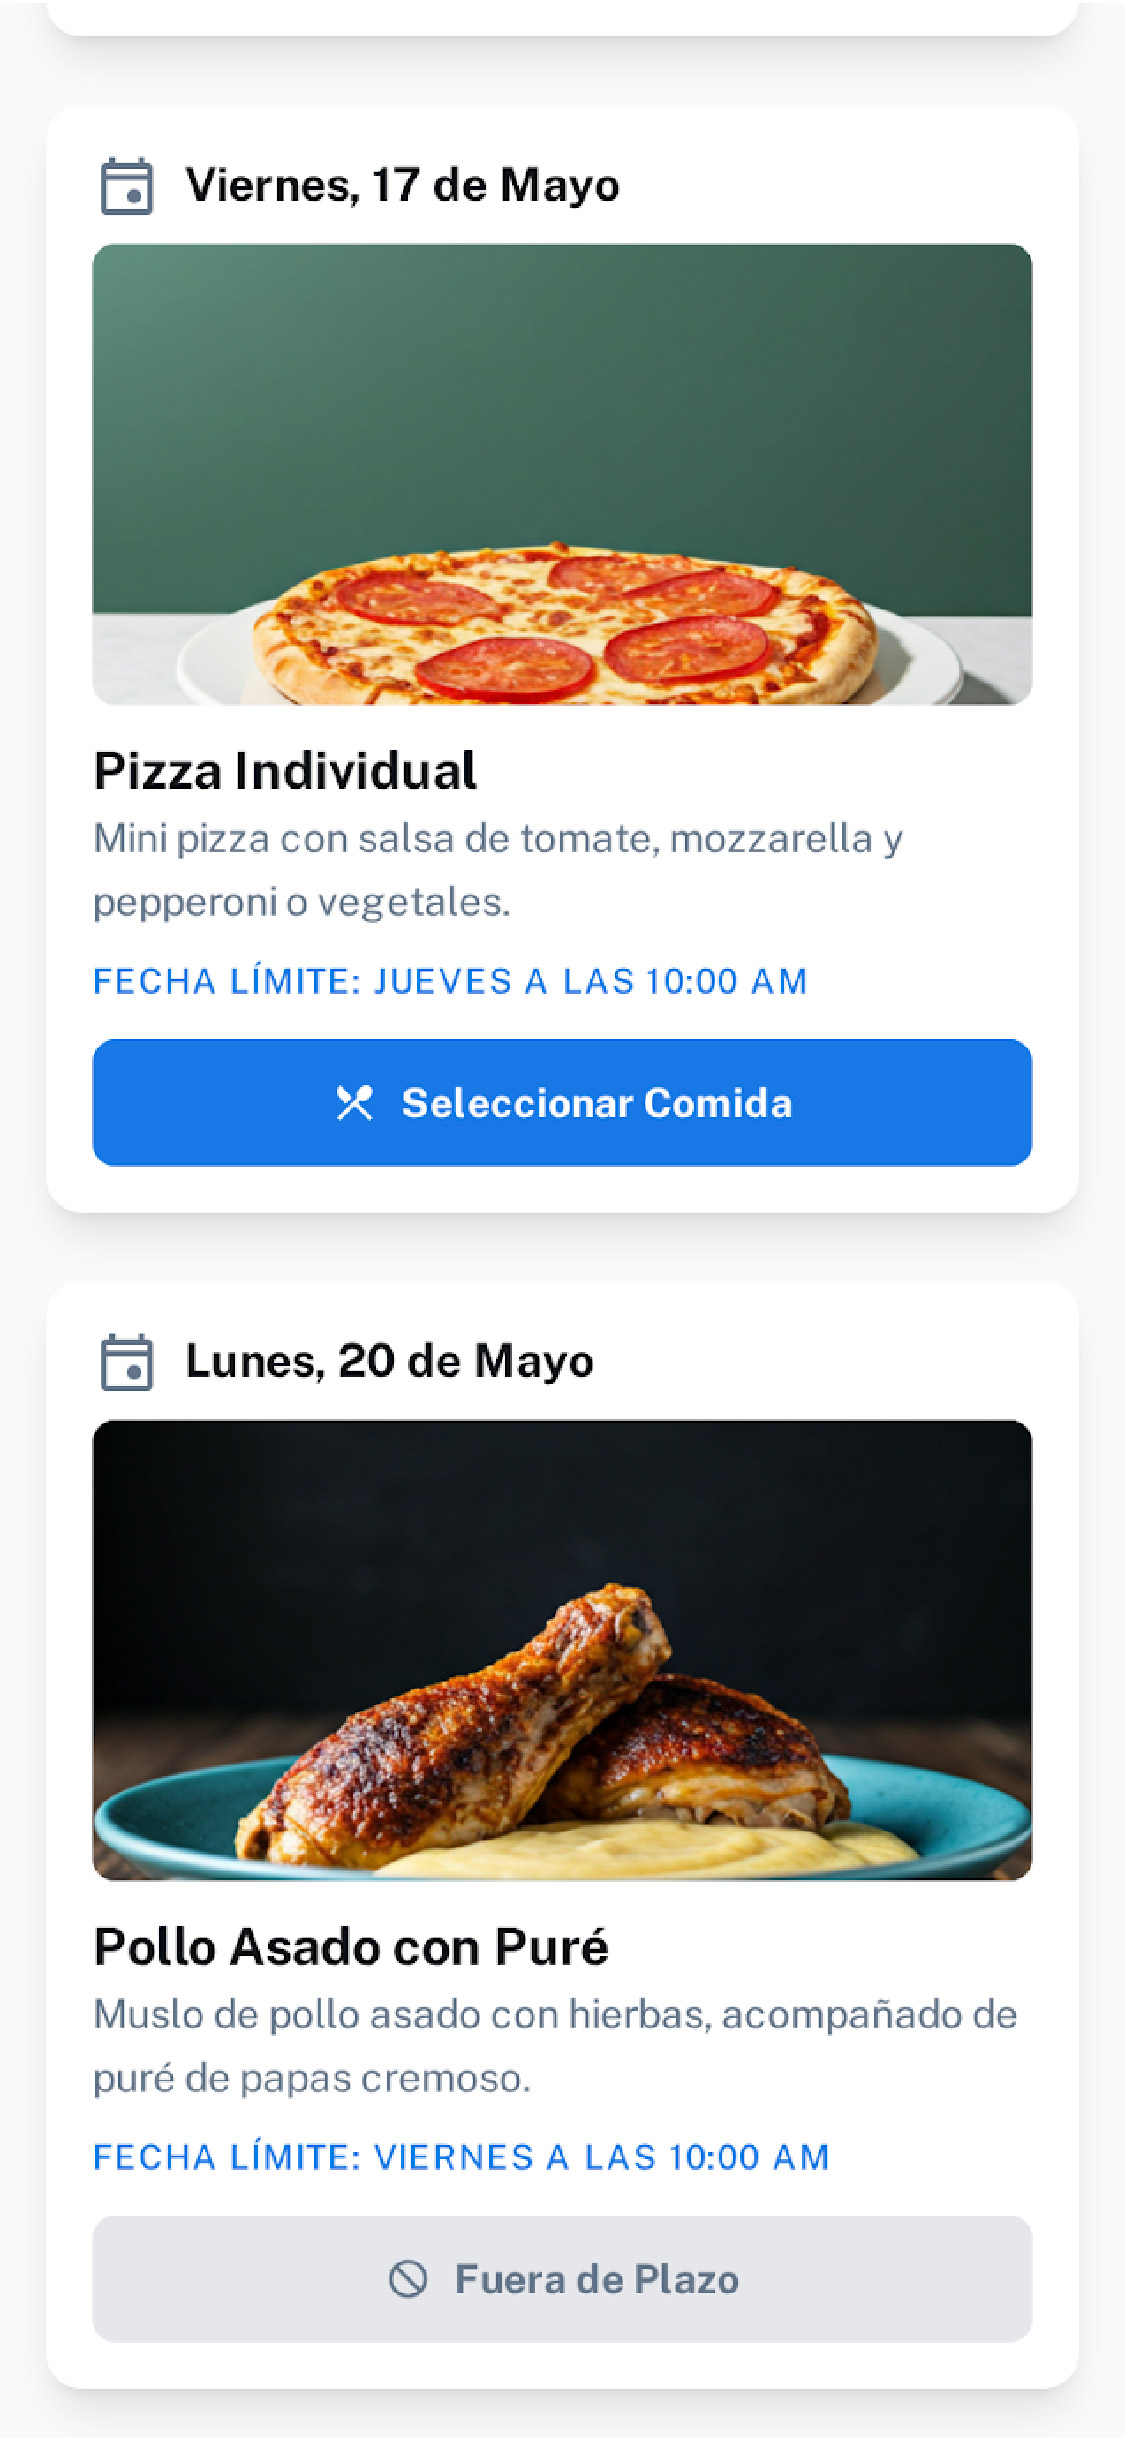 Viernes, 17 de Mayo
Pizza Individual
Mini pizza con salsa de tomate, mozzarella y
pepperoni o vegetales.
FECHA LÍMITE: JUEVES A LAS 10:00 AM
Seleccionar Comida
Lunes, 20 de Mayo
Pollo Asado con Puré
Muslo de pollo asado con hierbas, acompañado de
puré de papas cremoso.
FECHA LÍMITE: VIERNES A LAS 10:00 AM
Fuera de Plazo